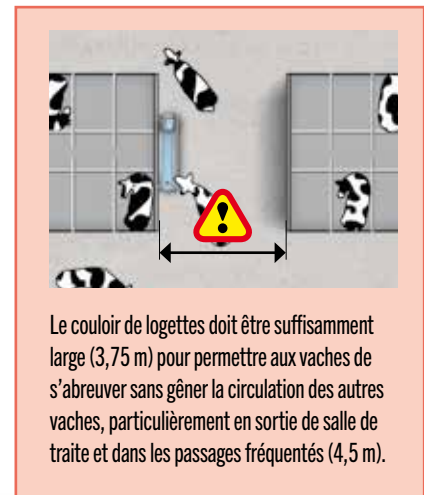 Le couloir de logettes doit être suffisamment
large (3,75 m) pour permettre aux vaches de
s’abreuver sans gêner la circulation des autres
vaches, particulièrement en sortie de salle de
traite et dans les passages fréquentés (4,5 m).